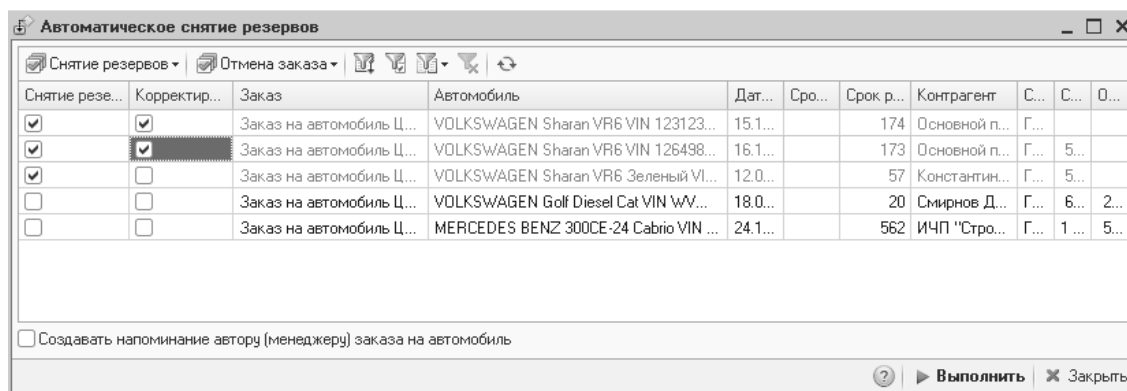 Автоматическое снятие резервов
Снятие резервов Отмена заказа
Снятие резе... Корректир... Заказ Автомобиль Дат... Сро... Срок р... Контрагент С... С... О...
Заказ на автомобиль Ц... VOLKSWAGEN Sharan VR6 VIN 123123... 15.1... 174 Основной п... Г...
Заказ на автомобиль Ц... VOLKSWAGEN Sharan VR6 VIN 126498... 16.1... 173 Основной п... Г... 5...
Заказ на автомобиль Ц... VOLKSWAGEN Sharan VR6 Зеленый VI... 12.0... 57 Константин... Г... 5...
Заказ на автомобиль Ц... VOLKSWAGEN Golf Diesel Cat VIN WV... 18.0... 20 Смирнов Д... Г... 6... 2...
Заказ на автомобиль Ц... MERCEDES BENZ 300CE-24 Cabrio VIN ... 24.1... 562 ИЧП "Стро... Г... 1 ... 5...
Создавать напоминание автору (менеджеру) заказа на автомобиль
? Выполнить Закрыть